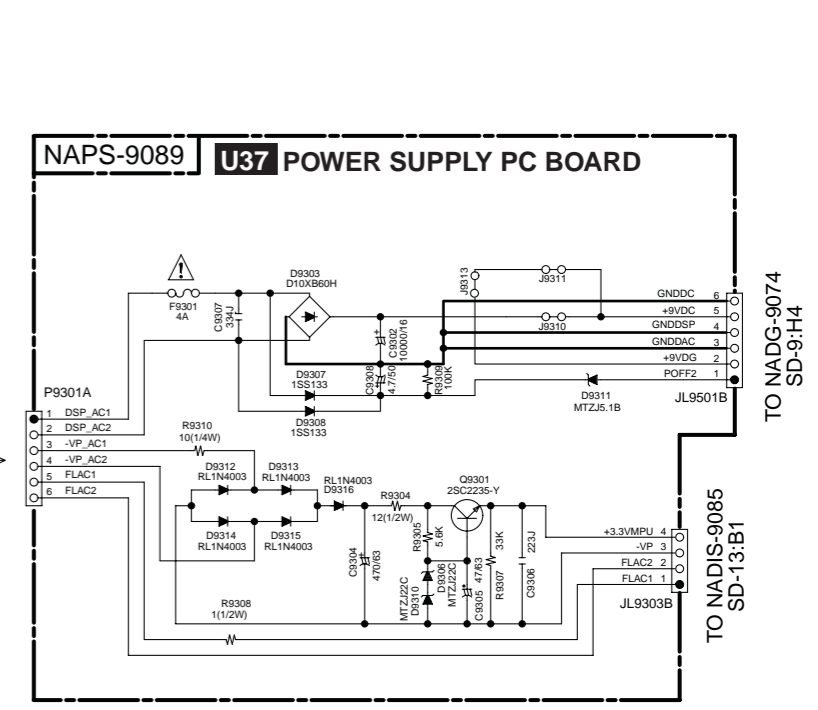 NAPS-9089
U37 POWER SUPPLY PC BOARD
D9303
D10XB60H
F9301
4A
C9307
334J
J9313
J9311
J9310
C9302
10000/16
C9308
4.7/50
R9309
100K
D9307
1SS133
D9308
1SS133
D9311
MTZJ5.1B
GNDDC 6
+9VDC 5
GNDDSP 4
GNDDAC 3
+9VDG 2
POFF2 1
JL9501B
TO NADG-9074
SD-9:H4
P9301A
1 DSP_AC1
2 DSP_AC2
3 -VP_AC1
4 -VP_AC2
5 FLAC1
6 FLAC2
R9310
10(1/4W)
D9312
RL1N4003
D9313
RL1N4003
RL1N4003
D9316
D9314
RL1N4003
D9315
RL1N4003
R9304
12(1/2W)
Q9301
2SC2235-Y
C9304
470/63
R9305
5.6K
MTZJ22C
D9310
D9306
MTZJ22C
C9305
47/63
R9307
33K
C9306
223J
R9308
1(1/2W)
+3.3VMPU 4
-VP 3
FLAC2 2
FLAC1 1
JL9303B
TO NADIS-9085
SD-13:B1